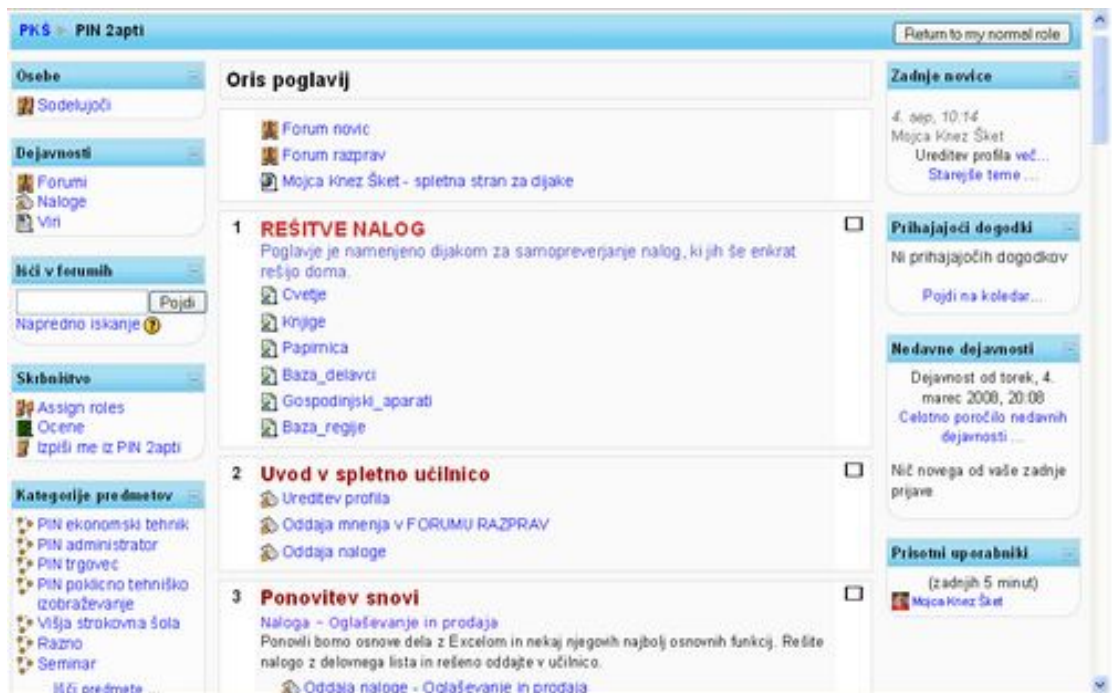 PKŠ ► PIN 2apti
Return to my normal role
Osebe
Sodelujoči
Dejavnosti
Forumi
Naloge
Viri
Išči v forumih
Pojdi
Napredno iskanje
Skrbništvo
Assign roles
Ocene
Izpiši me iz PIN 2apti
Kategorije predmetov
PIN ekonomski tehnik
PIN administrator
PIN trgovec
PIN poklicno tehniško
izobraževanje
Višja strokovna šola
Razno
Seminar
Išči predmete ...
Oris poglavij
Forum novic
Forum razprav
Mojca Knez Šket - spletna stran za dijake
1 REŠITVE NALOG
Poglavje je namenjeno dijakom za samopreverjanje nalog, ki jih še enkrat
rešijo doma.
Cvetje
Knjige
Papirnica
Baza_delavci
Gospodinjski_aparati
Baza_regije
2 Uvod v spletno učilnico
Ureditev profila
Oddaja mnenja v FORUMU RAZPRAV
Oddaja naloge
3 Ponovitev snovi
Naloga - Oglaševanje in prodaja
Ponovili bomo osnove dela z Excelom in nekaj njegovih najbolj osnovnih funkcij. Rešite
nalogo z delovnega lista in rešeno oddajte v učilnico.
Oddaja naloge - Oglaševanje in prodaja
Zadnje novice
4. sep, 10:14
Mojca Knez Šket
Ureditev profila več...
Starejše teme ...
Prihajajoči dogodki
Ni prihajajočih dogodkov
Pojdi na koledar...
Nedavne dejavnosti
Dejavnost od torek, 4.
marec 2008, 20:08
Celotno poročilo nedavnih
dejavnosti ...
Nič novega od vaše zadnje
prijave
Prisotni uporabniki
(zadnjih 5 minut)
Mojca Knez Šket